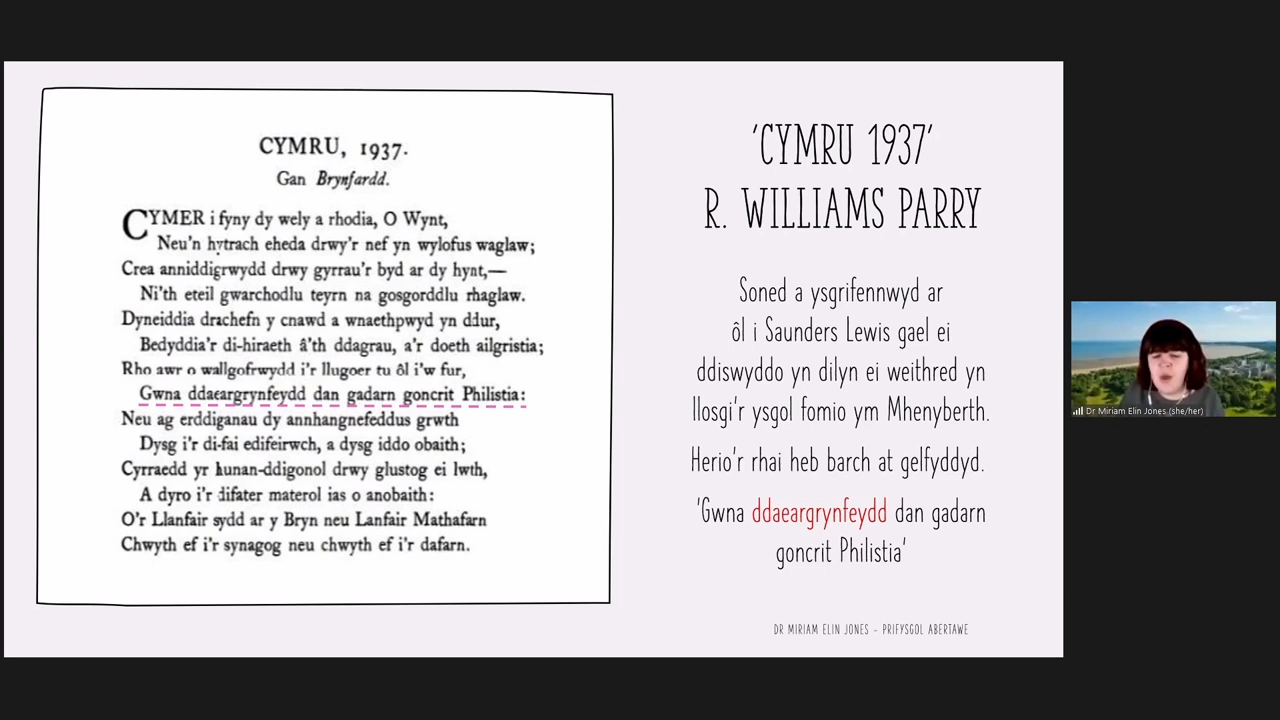 CYMRU, 1937.
Gan Brynfardd.
CYMER i fyny dy wely a rhodia, O Wynt,
Neu'n hytrach eheda drwy'r nef yn wylofus waglaw;
Crea anniddigrwydd drwy gyrrau'r byd ar dy hynt,—
Ni'th eteil gwarchodlu teyrn na gosgorddlu rhaglaw.
Dyneiddia drachefn y cnawd a wnaethpwyd yn ddur,
Bedyddia'r di-hiraeth â'th ddagrau, a'r doeth ailgristia;
Rho awr o wallgofrwydd i'r llugoer tu ôl i'w fur,
Gwna ddaeargrynfeydd dan gadarn goncrit Philistia:
Neu ag erddiganau dy annhangnefeddus grwth
Dysg i'r di-fai edifeirwch, a dysg iddo obaith;
Cyrraedd yr hunan-ddigonol drwy glustog ei lwth,
A dyro i'r difater materol ias o anobaith:
O'r Llanfair sydd ar y Bryn neu Lanfair Mathafarn
Chwyth ef i'r synagog neu chwyth ef i'r dafarn.
'CYMRU 1937'
R. WILLIAMS PARRY
Soned a ysgrifennwyd ar
ôl i Saunders Lewis gael ei
ddiswyddo yn dilyn ei weithred yn
llosgi'r ysgol fomio ym Mhenyberth.
Herio'r rhai heb barch at gelfyddyd.
'Gwna ddaeargrynfeydd dan gadarn
goncrit Philistia'
DR MIRIAM ELIN JONES - PRIFYSGOL ABERTAWE
Dr Miriam Elin Jones (she/her)